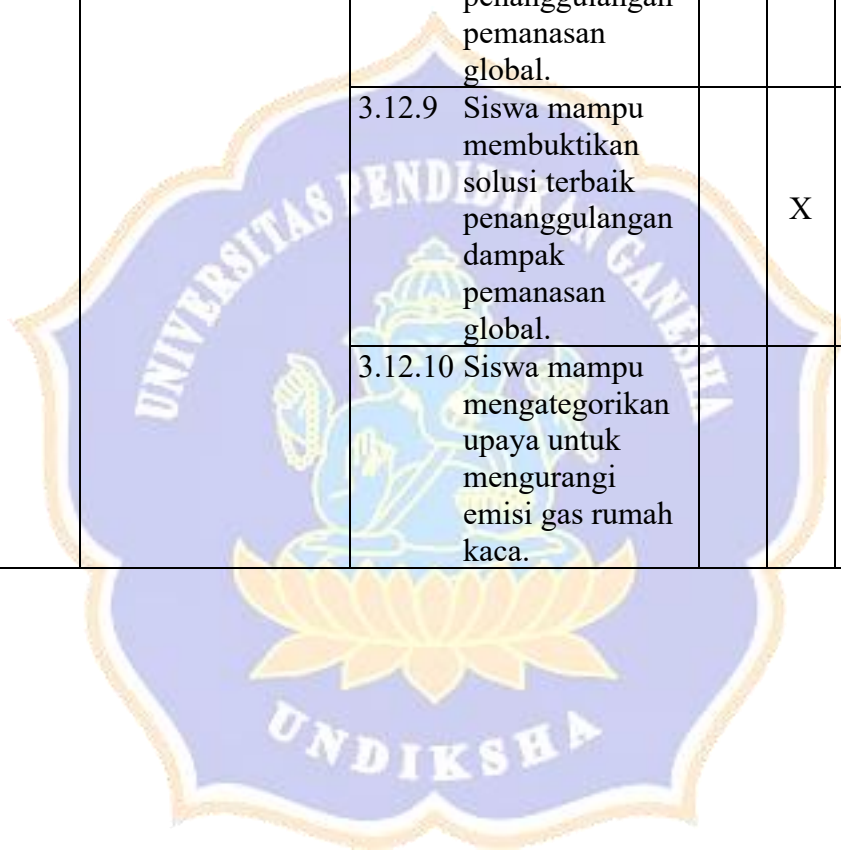 penanggulangan
pemanasan
global.
3.12.9 Siswa mampu
membuktikan
solusi terbaik
penanggulangan
dampak
pemanasan
global.
X
3.12.10 Siswa mampu
mengategorikan
upaya untuk
mengurangi
emisi gas rumah
kaca.
UNIVERSITAS PENDIDIKAN GANESHA
UNDIKSHA